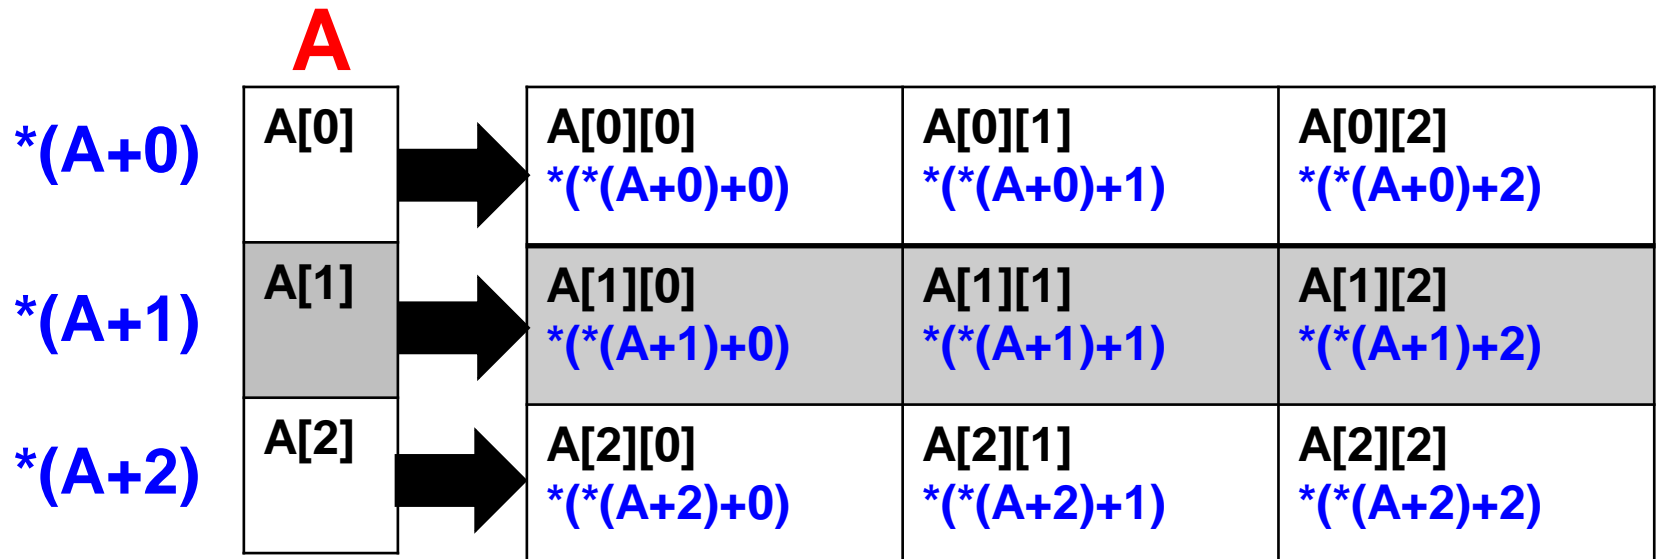 A
*(A+0)
A[0]
A[0][0]
*(*(A+0)+0)
A[0][1]
*(*(A+0)+1)
A[0][2]
*(*(A+0)+2)
*(A+1)
A[1]
A[1][0]
*(*(A+1)+0)
A[1][1]
*(*(A+1)+1)
A[1][2]
*(*(A+1)+2)
*(A+2)
A[2]
A[2][0]
*(*(A+2)+0)
A[2][1]
*(*(A+2)+1)
A[2][2]
*(*(A+2)+2)